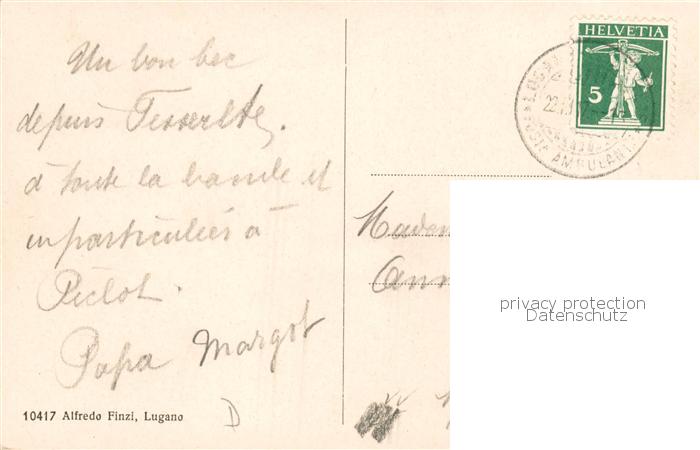 Un bon bec
depuis
à toute la bande et
en particulier à
Piclot.
Papa Margot
10417 Alfredo Finzi, Lugano
D
HELVETIA
5
AMBULANT
privacy protection
Datenschutz